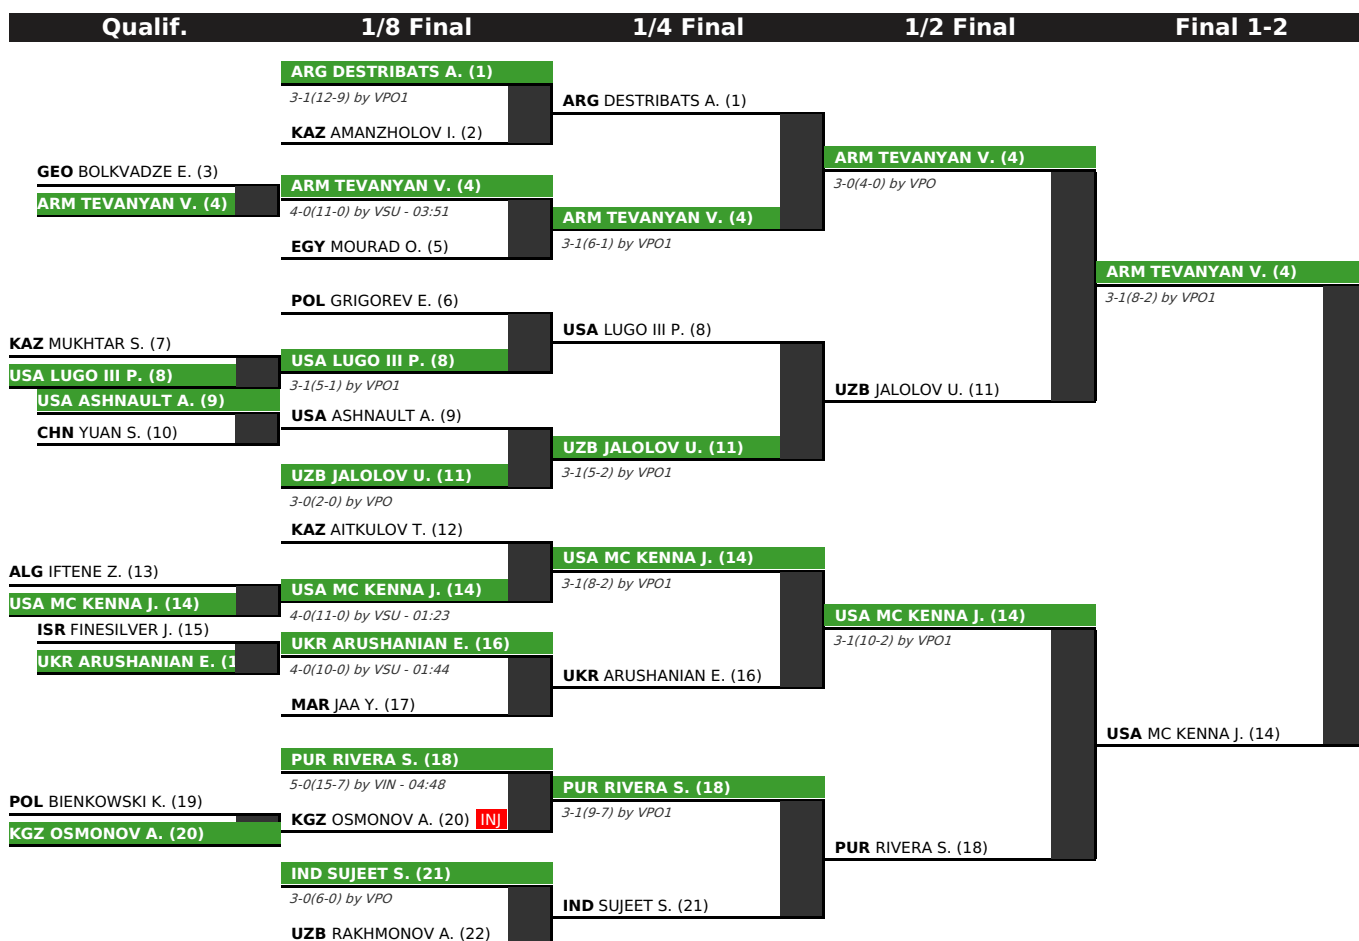 Qualif.
1/8 Final
1/4 Final
1/2 Final
Final 1-2
GEO BOLKVADZE E. (3)
ARM TEVANYAN V. (4)
KAZ MUKHTAR S. (7)
USA LUGO III P. (8)
USA ASHNAULT A. (9)
CHN YUAN S. (10)
ALG IFTENE Z. (13)
USA MC KENNA J. (14)
ISR FINESILVER J. (15)
UKR ARUSHANIAN E. (1
POL BIENKOWSKI K. (19)
KGZ OSMONOV A. (20)
ARG DESTRIBATS A. (1)
3-1(12-9) by VPO1
KAZ AMANZHOLOV I. (2)
ARM TEVANYAN V. (4)
4-0(11-0) by VSU - 03:51
EGY MOURAD O. (5)
POL GRIGOREV E. (6)
USA LUGO III P. (8)
3-1(5-1) by VPO1
USA ASHNAULT A. (9)
UZB JALOLOV U. (11)
3-0(2-0) by VPO
KAZ AITKULOV T. (12)
USA MC KENNA J. (14)
4-0(11-0) by VSU - 01:23
UKR ARUSHANIAN E. (16)
4-0(10-0) by VSU - 01:44
MAR JAA Y. (17)
PUR RIVERA S. (18)
5-0(15-7) by VIN - 04:48
KGZ OSMONOV A. (20) INJ
IND SUJEET S. (21)
3-0(6-0) by VPO
UZB RAKHMONOV A. (22)
ARG DESTRIBATS A. (1)
ARM TEVANYAN V. (4)
3-1(6-1) by VPO1
USA LUGO III P. (8)
UZB JALOLOV U. (11)
3-1(5-2) by VPO1
USA MC KENNA J. (14)
3-1(8-2) by VPO1
UKR ARUSHANIAN E. (16)
PUR RIVERA S. (18)
3-1(9-7) by VPO1
IND SUJEET S. (21)
ARM TEVANYAN V. (4)
3-0(4-0) by VPO
UZB JALOLOV U. (11)
USA MC KENNA J. (14)
3-1(10-2) by VPO1
PUR RIVERA S. (18)
ARM TEVANYAN V. (4)
3-1(8-2) by VPO1
USA MC KENNA J. (14)